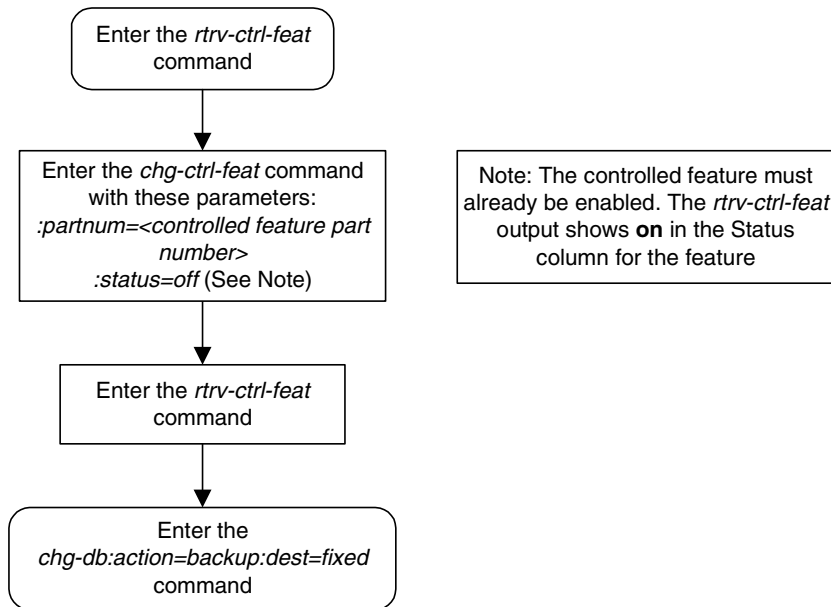 Enter the rtrv-ctrl-feat
command
Enter the chg-ctrl-feat command
with these parameters:
:partnum=<controlled feature part
number>
:status=off (See Note)
Note: The controlled feature must
already be enabled. The rtrv-ctrl-feat
output shows on in the Status
column for the feature
Enter the rtrv-ctrl-feat
command
Enter the
chg-db:action=backup:dest=fixed
command